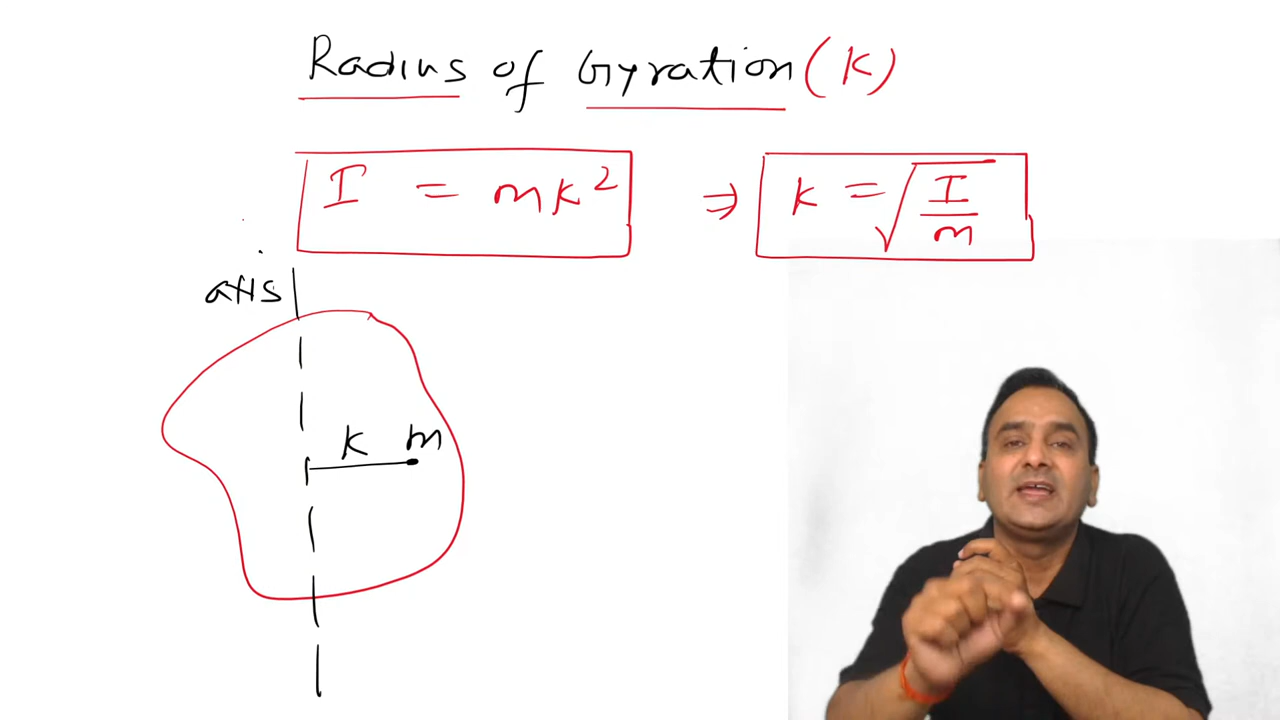 Radius of Gyration (K)
I = mk² ⇒ k = √(I/m)
axis
K m